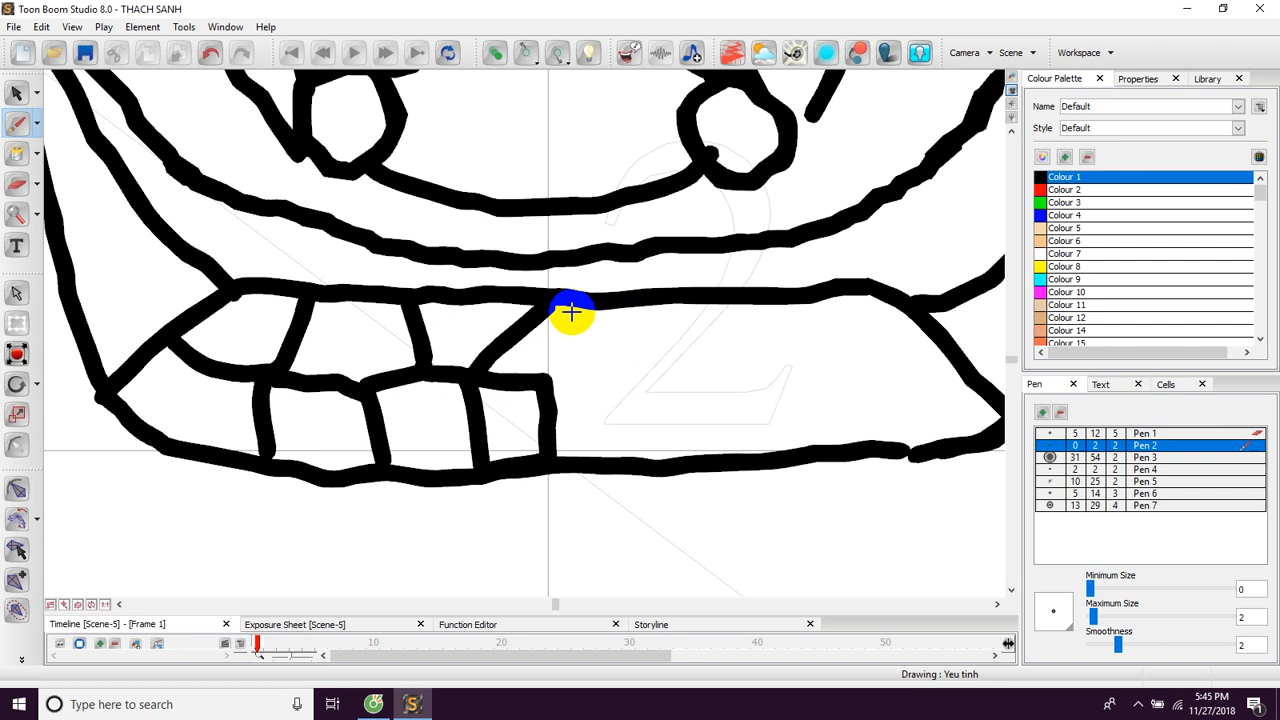 Toon Boom Studio 8.0 - THACH SANH
File Edit View Play Element Tools Window Help
Camera Scene Workspace
Colour Palette Properties Library
Name Default
Style Default
Colour 1
Colour 2
Colour 3
Colour 4
Colour 5
Colour 6
Colour 7
Colour 8
Colour 9
Colour 10
Colour 11
Colour 12
Colour 14
Colour 15
Pen Text Cells
5 12 5 Pen 1
0 2 2 Pen 2
31 54 2 Pen 3
2 2 2 Pen 4
10 25 2 Pen 5
5 14 3 Pen 6
13 29 4 Pen 7
Minimum Size
0
Maximum Size
2
Smoothness
2
2
Timeline [Scene-5] - [Frame 1] Exposure Sheet [Scene-5] Function Editor Storyline
10 20 30 40 50
Drawing : Yeu tinh
Type here to search
5:45 PM
11/27/2018